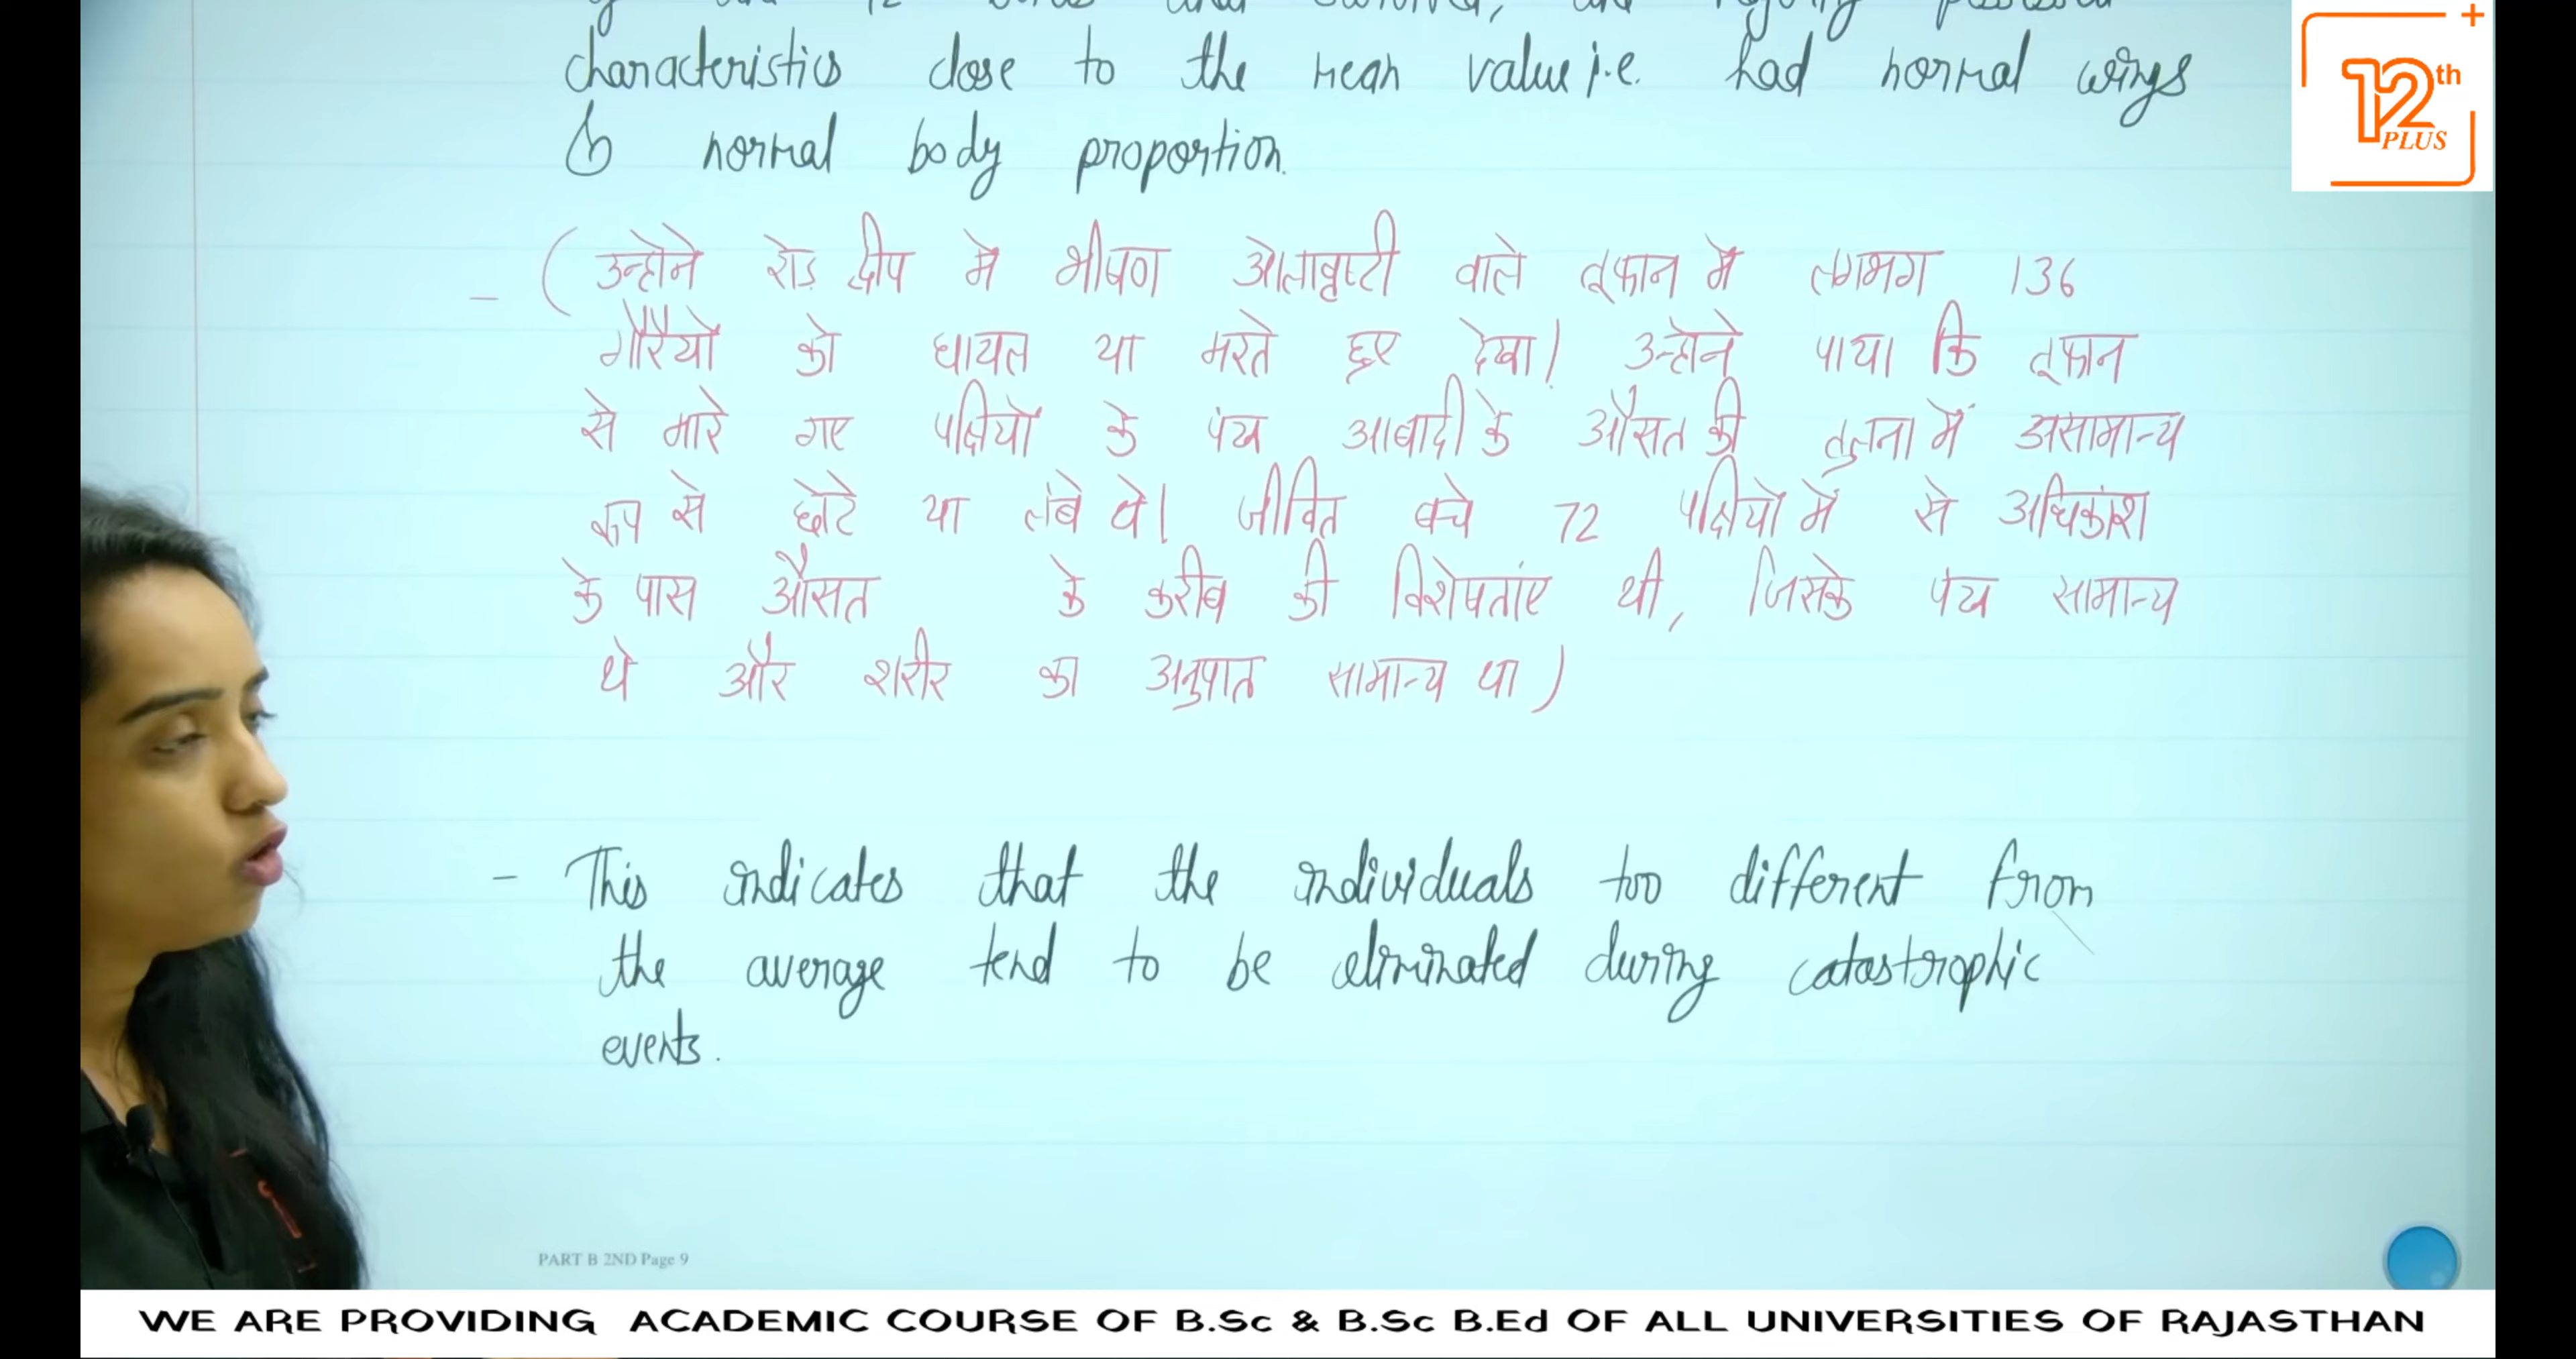 characteristics close to the mean value i.e. had normal wings
& normal body proportion.
- ( उन्होने रोड द्वीप मे भीषण ओलावृष्टी वाले तूफान में लगभग 136
गौरैयो को घायल या मरते हुए देखा। उन्होने पाया कि तूफान
से मारे गए पक्षियों के पंख आबादी के औसत की तुलना में असामान्य
रूप से छोटे या लंबे थे। जीवित बचे 72 पक्षियों में से अधिकांश
के पास औसत के करीब की विशेषताएं थी, जिसके पंख सामान्य
थे और शरीर का अनुपात सामान्य था )
- This indicates that the individuals too different from
the average tend to be eliminated during catastrophic
events.
PART B 2ND Page 9
12th PLUS +
WE ARE PROVIDING ACADEMIC COURSE OF B.Sc & B.Sc B.Ed OF ALL UNIVERSITIES OF RAJASTHAN